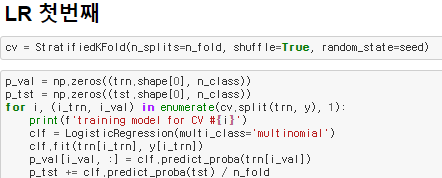 LR 첫번째
cv = StratifiedKFold(n_splits=n_fold, shuffle=True, random_state=seed)
p_val = np.zeros((trn.shape[0], n_class))
p_tst = np.zeros((tst.shape[0], n_class))
for i, (i_trn, i_val) in enumerate(cv.split(trn, y), 1):
    print(f'training model for CV #{i}')
    clf = LogisticRegression(multi_class='multinomial')
    clf.fit(trn[i_trn], y[i_trn])
    p_val[i_val, :] = clf.predict_proba(trn[i_val])
    p_tst += clf.predict_proba(tst) / n_fold